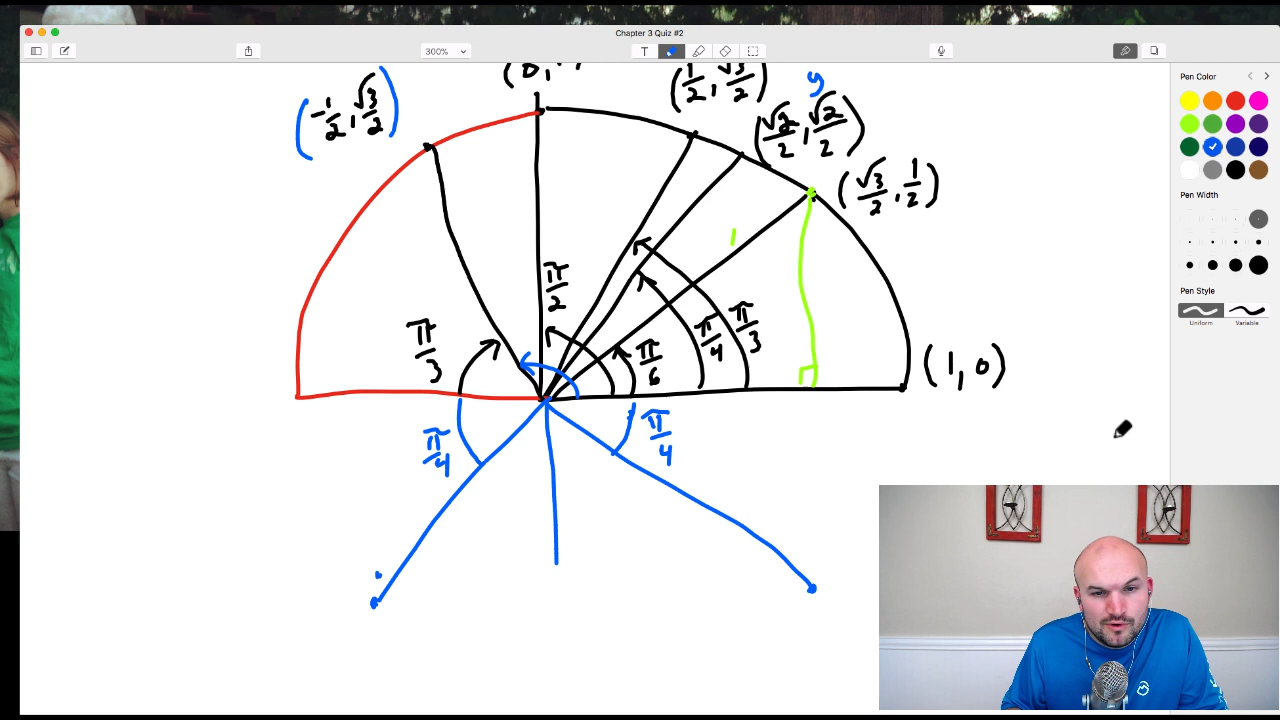 Chapter 3 Quiz #2
300%
T
Pen Color
Pen Width
Pen Style
Uniform Variable
(0,
(1/2, √3/2)
y
(-1/2, √3/2)
(√2/2, √2/2)
(√3/2, 1/2)
1
π/2
π/3
π/6
π/4
π/3
(1, 0)
π/4
π/4